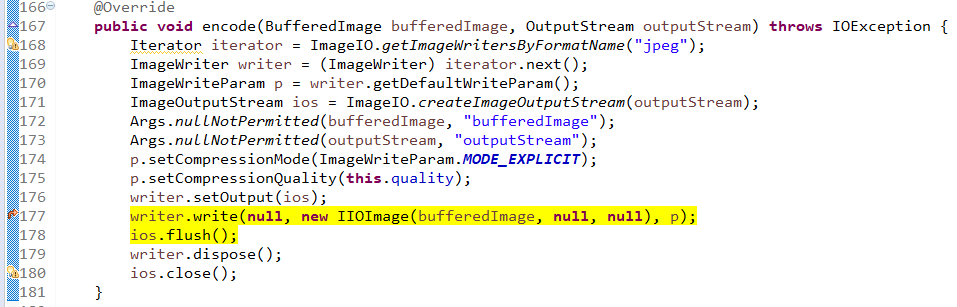 166 @Override
167 public void encode(BufferedImage bufferedImage, OutputStream outputStream) throws IOException {
168 Iterator iterator = ImageIO.getImageWritersByFormatName("jpeg");
169 ImageWriter writer = (ImageWriter) iterator.next();
170 ImageWriteParam p = writer.getDefaultWriteParam();
171 ImageOutputStream ios = ImageIO.createImageOutputStream(outputStream);
172 Args.nullNotPermitted(bufferedImage, "bufferedImage");
173 Args.nullNotPermitted(outputStream, "outputStream");
174 p.setCompressionMode(ImageWriteParam.MODE_EXPLICIT);
175 p.setCompressionQuality(this.quality);
176 writer.setOutput(ios);
177 writer.write(null, new IIOImage(bufferedImage, null, null), p);
178 ios.flush();
179 writer.dispose();
180 ios.close();
181 }